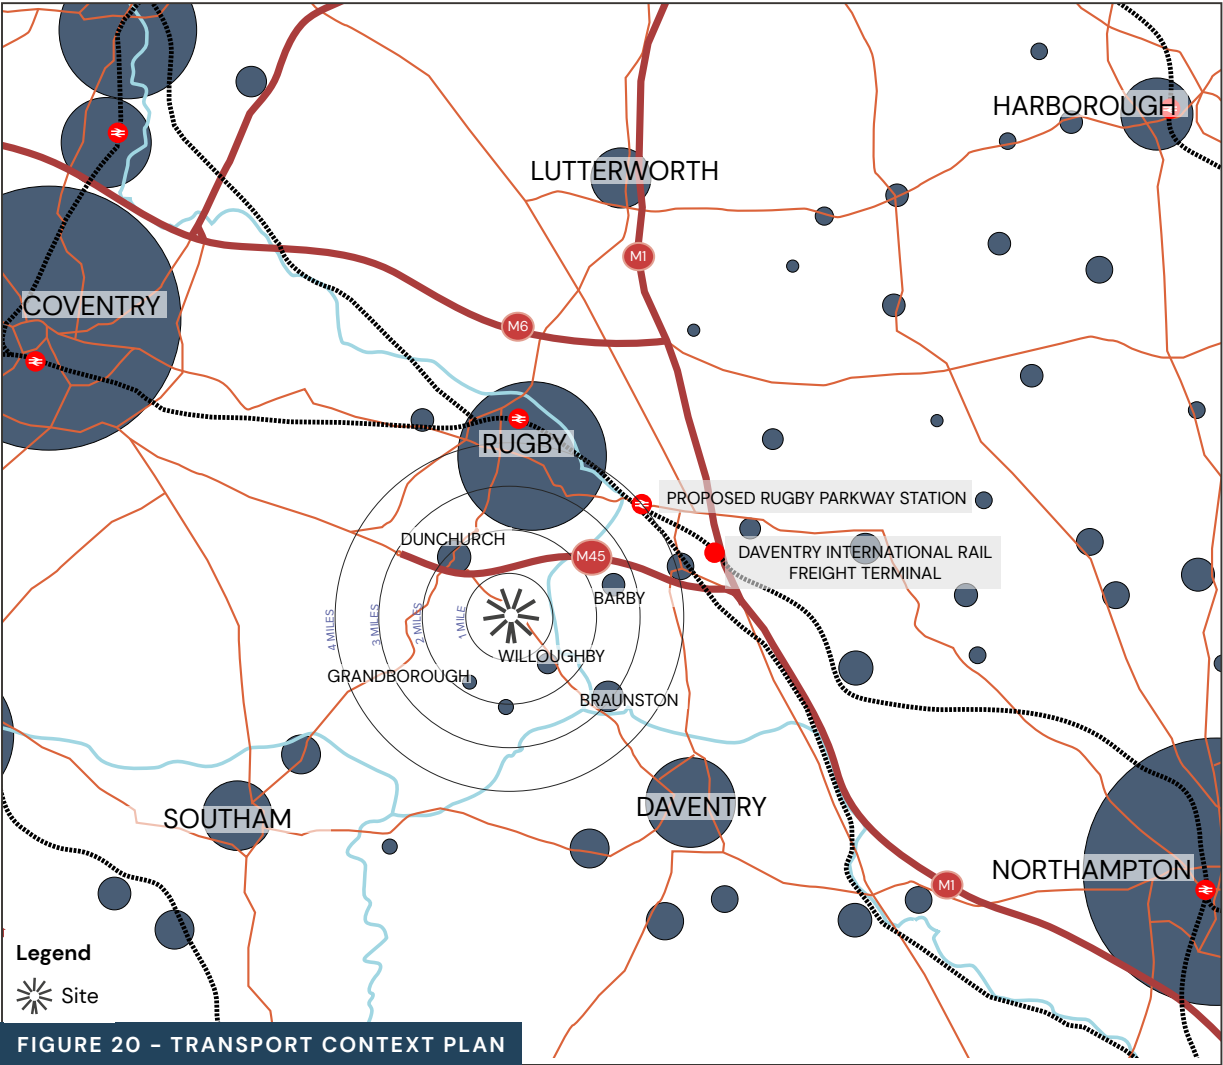 HARBOROUGH
LUTTERWORTH
M1
COVENTRY
M6
RUGBY
PROPOSED RUGBY PARKWAY STATION
DUNCHURCH
DAVENTRY INTERNATIONAL RAIL
FREIGHT TERMINAL
M45
BARBY
4 MILES
3 MILES
2 MILES
1 MILE
WILLOUGHBY
GRANDBOROUGH
BRAUNSTON
DAVENTRY
SOUTHAM
NORTHAMPTON
M1
Legend
Site
FIGURE 20 - TRANSPORT CONTEXT PLAN